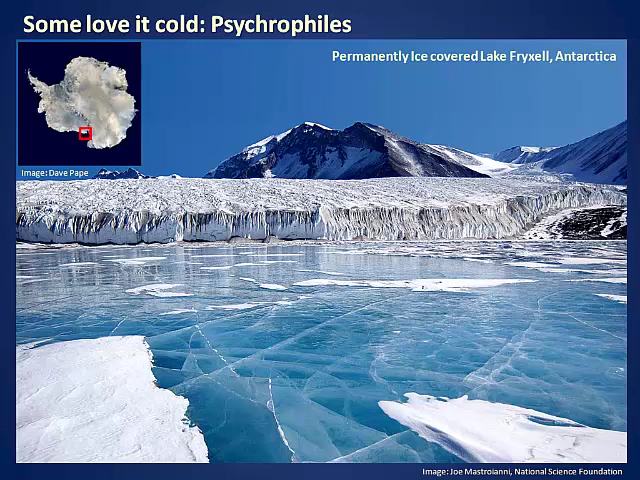 Some love it cold: Psychrophiles
Permanently Ice covered Lake Fryxell, Antarctica
Image: Dave Pape
Image: Joe Mastroianni, National Science Foundation